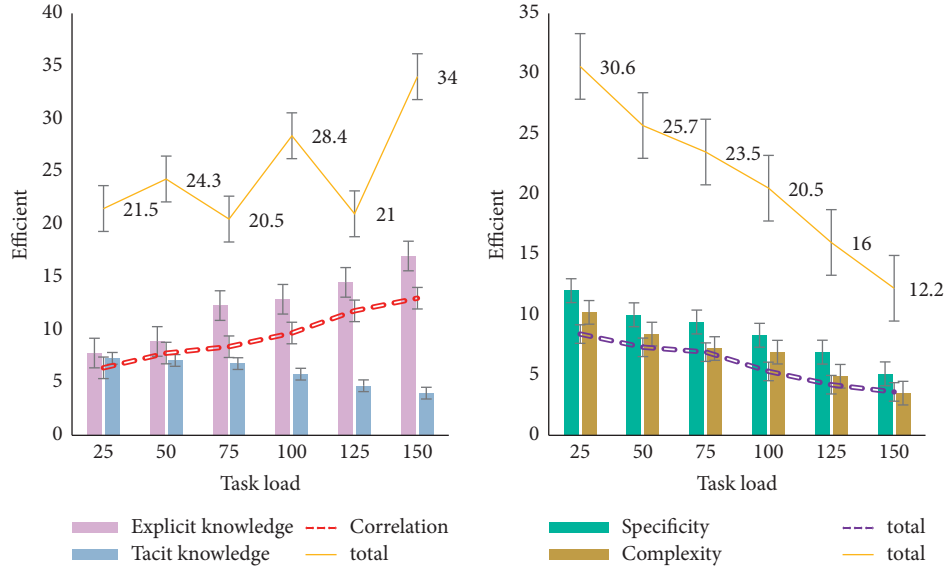 40
35
30
25
20
15
10
5
0
Efficient
21.5
24.3
20.5
28.4
21
34
25 50 75 100 125 150
Task load
Explicit knowledge
Correlation
Tacit knowledge
total
35
30
25
20
15
10
5
0
Efficient
30.6
25.7
23.5
20.5
16
12.2
25 50 75 100 125 150
Task load
Specificity
total
Complexity
total